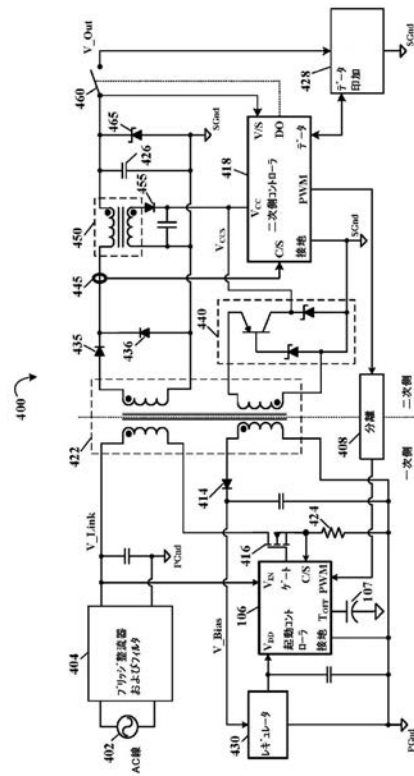 400
402
AC線
404
ブリッジ整流器
およびフィルタ
V_Link
PGnd
422
435
436
445
450
455
426
465
SGnd
460
V_Out
V_Bias
414
416
424
430
レギュレータ
106
V_DD
V_IN
起動コント
ローラ
ゲート
C/S
接地
T_OFF
PWM
107
PGnd
408
分離
一次側
二次側
440
V_CCS
SGnd
418
二次側コントローラ
V_CC
V/S
DO
C/S
データ
接地
PWM
428
データ
印加
SGnd